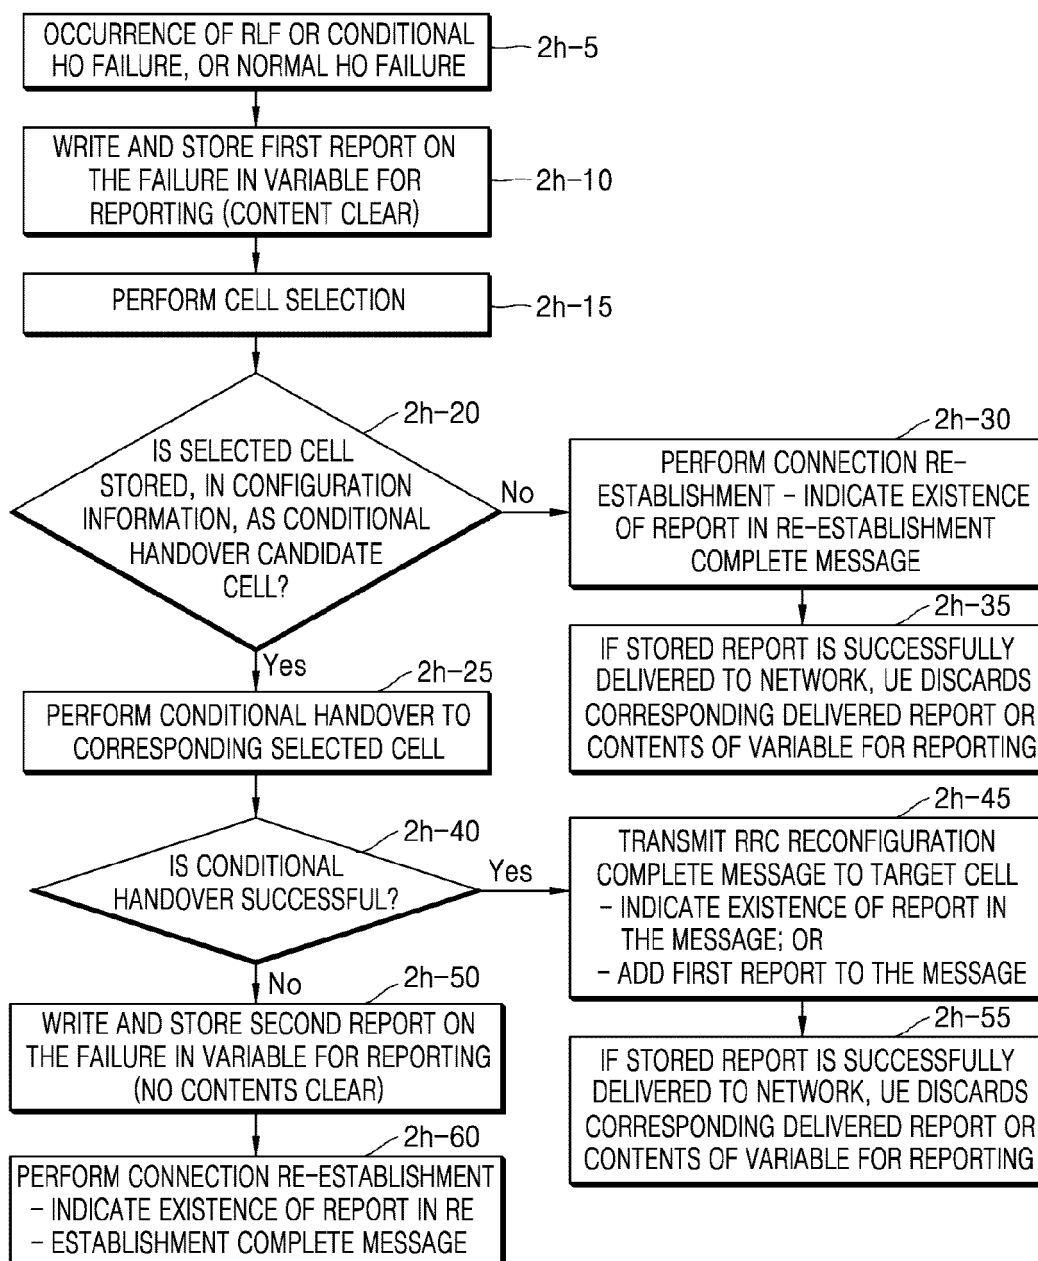 OCCURRENCE OF RLF OR CONDITIONAL
HO FAILURE, OR NORMAL HO FAILURE
2h-5
WRITE AND STORE FIRST REPORT ON
THE FAILURE IN VARIABLE FOR
REPORTING (CONTENT CLEAR)
2h-10
PERFORM CELL SELECTION
2h-15
2h-20
IS SELECTED CELL
STORED, IN CONFIGURATION
INFORMATION, AS CONDITIONAL
HANDOVER CANDIDATE
CELL?
No
2h-30
PERFORM CONNECTION RE-
ESTABLISHMENT - INDICATE EXISTENCE
OF REPORT IN RE-ESTABLISHMENT
COMPLETE MESSAGE
2h-35
IF STORED REPORT IS SUCCESSFULLY
DELIVERED TO NETWORK, UE DISCARDS
CORRESPONDING DELIVERED REPORT OR
CONTENTS OF VARIABLE FOR REPORTING
Yes
2h-25
PERFORM CONDITIONAL HANDOVER TO
CORRESPONDING SELECTED CELL
2h-40
IS CONDITIONAL
HANDOVER SUCCESSFUL?
Yes
2h-45
TRANSMIT RRC RECONFIGURATION
COMPLETE MESSAGE TO TARGET CELL
- INDICATE EXISTENCE OF REPORT IN
THE MESSAGE; OR
- ADD FIRST REPORT TO THE MESSAGE
No
2h-50
WRITE AND STORE SECOND REPORT ON
THE FAILURE IN VARIABLE FOR REPORTING
(NO CONTENTS CLEAR)
2h-55
IF STORED REPORT IS SUCCESSFULLY
DELIVERED TO NETWORK, UE DISCARDS
CORRESPONDING DELIVERED REPORT OR
CONTENTS OF VARIABLE FOR REPORTING
2h-60
PERFORM CONNECTION RE-ESTABLISHMENT
- INDICATE EXISTENCE OF REPORT IN RE
- ESTABLISHMENT COMPLETE MESSAGE